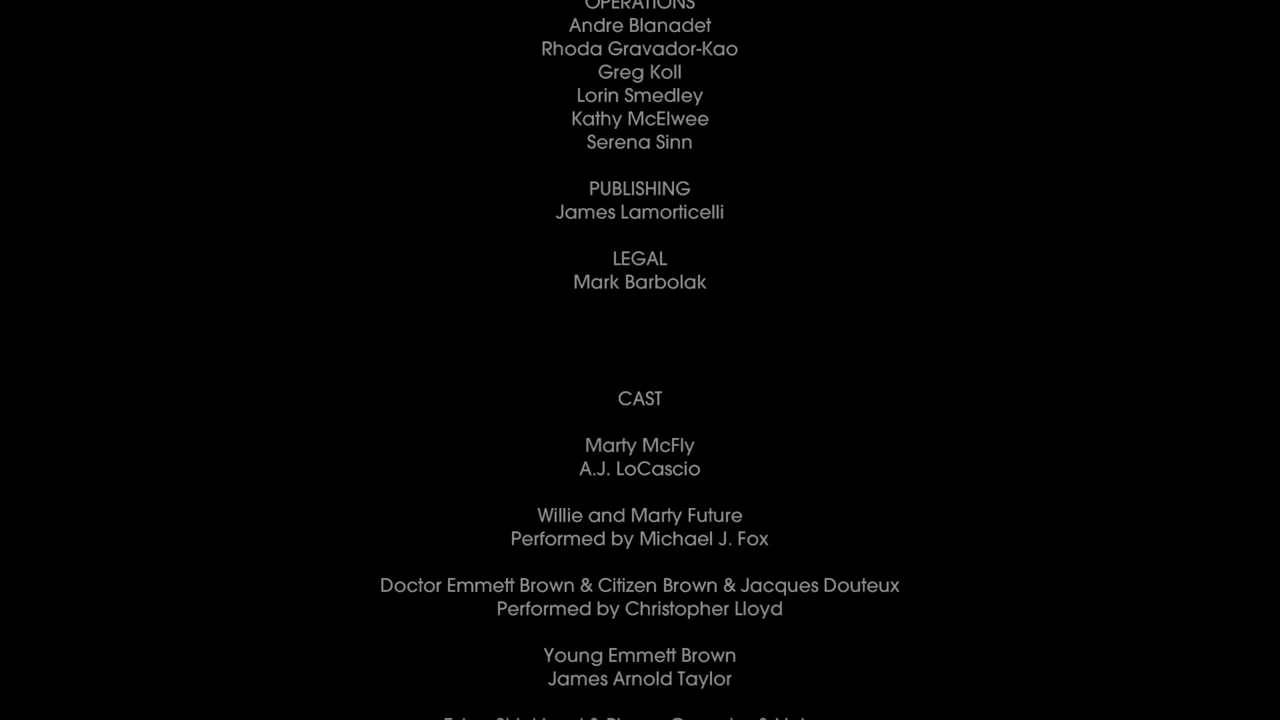 OPERATIONS
Andre Blanadet
Rhoda Gravador-Kao
Greg Koll
Lorin Smedley
Kathy McElwee
Serena Sinn
PUBLISHING
James Lamorticelli
LEGAL
Mark Barbolak
CAST
Marty McFly
A.J. LoCascio
Willie and Marty Future
Performed by Michael J. Fox
Doctor Emmett Brown & Citizen Brown & Jacques Douteux
Performed by Christopher Lloyd
Young Emmett Brown
James Arnold Taylor